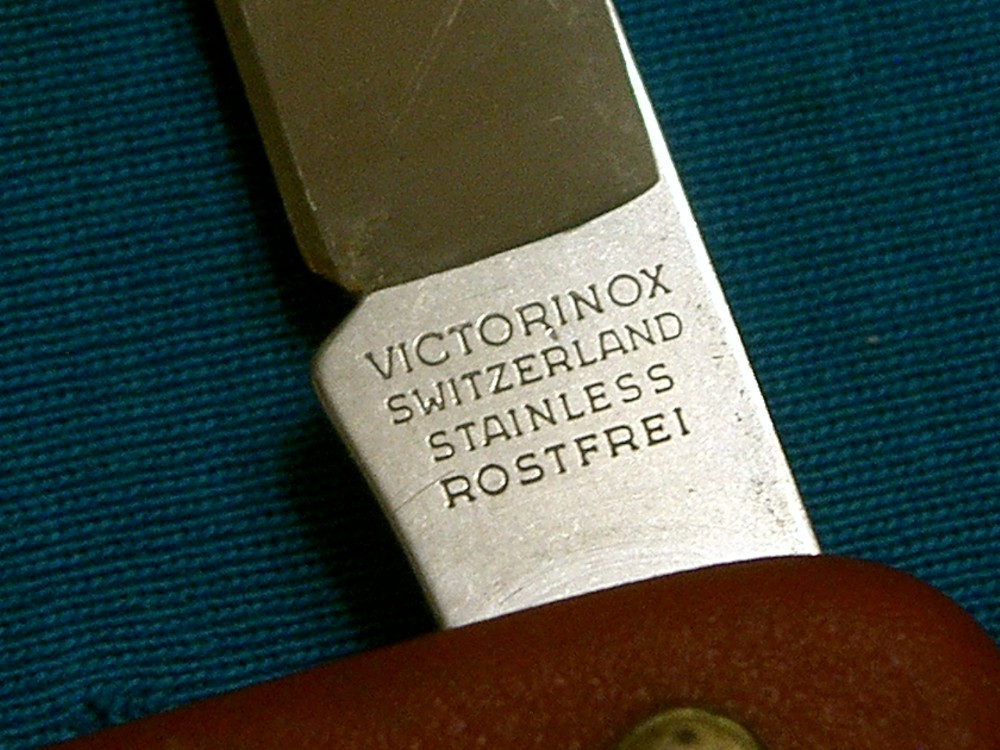 VICTORINOX
SWITZERLAND
STAINLESS
ROSTFREI